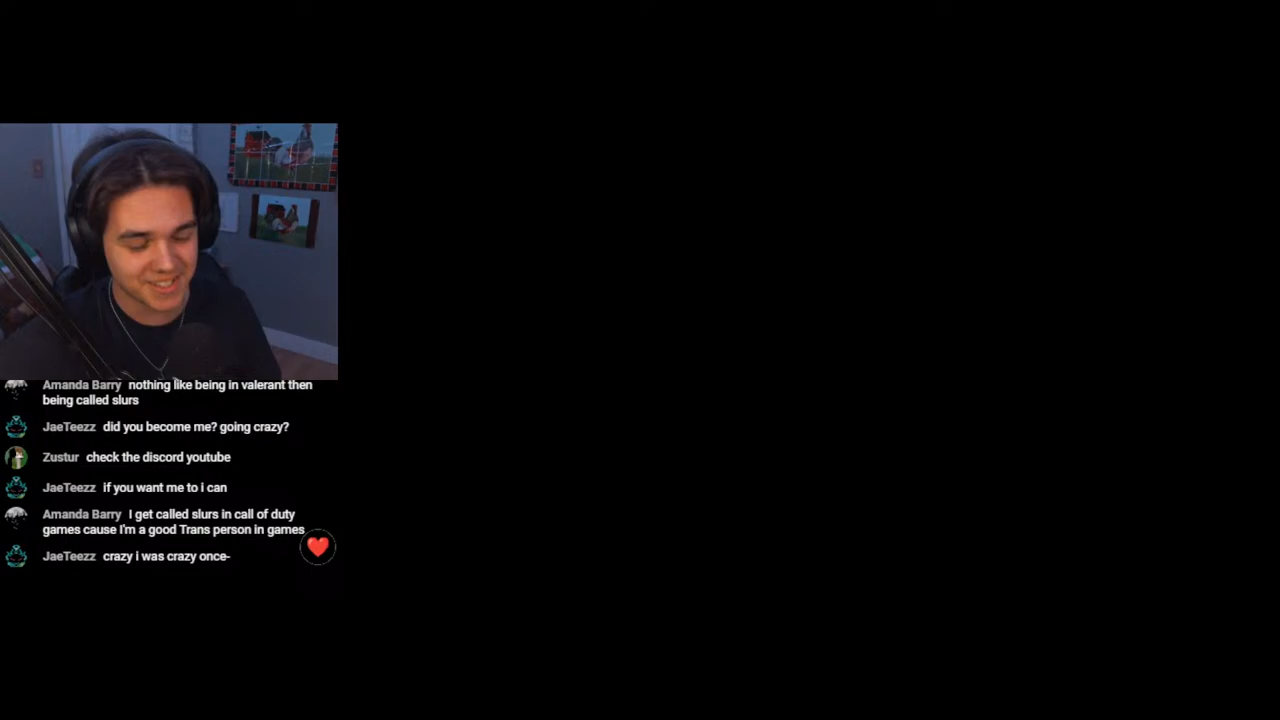 Amanda Barry nothing like being in valerant then
being called slurs
JaeTeezz did you become me? going crazy?
Zustur check the discord youtube
JaeTeezz if you want me to i can
Amanda Barry I get called slurs in call of duty
games cause I'm a good Trans person in games
JaeTeezz crazy i was crazy once-